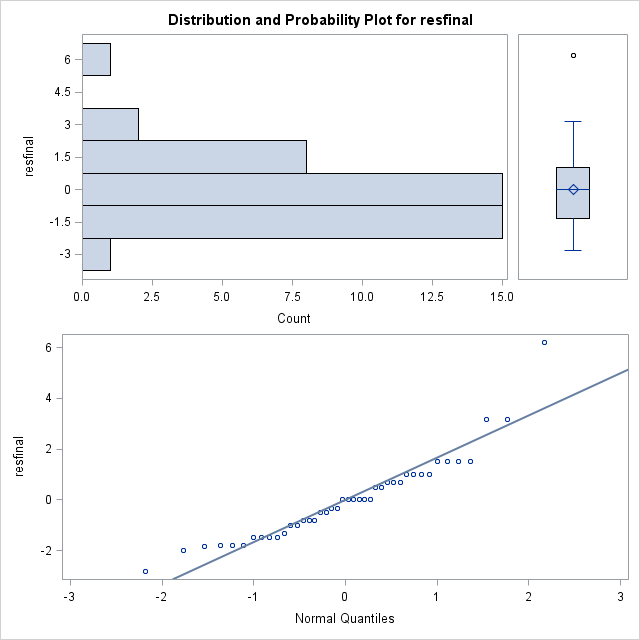 Distribution and Probability Plot for resfinal
resfinal
6
4.5
3
1.5
0
-1.5
-3
0.0 2.5 5.0 7.5 10.0 12.5 15.0
Count
resfinal
6
4
2
0
-2
-3 -2 -1 0 1 2 3
Normal Quantiles